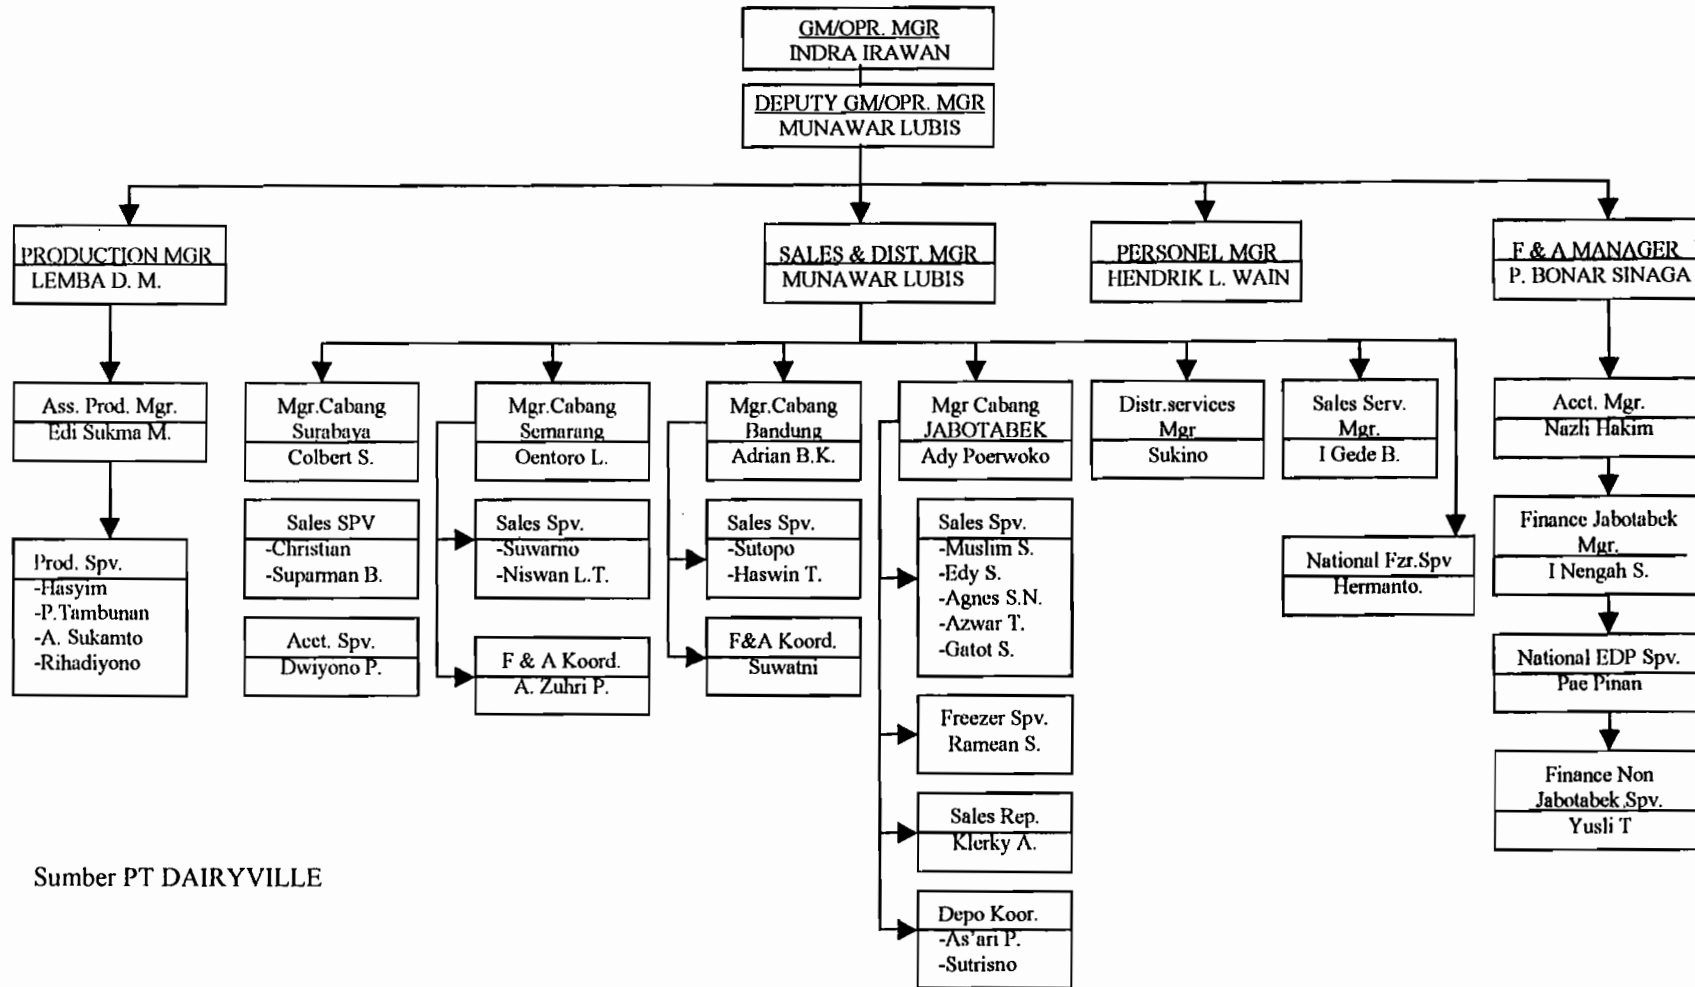 GM/OPR. MGR
INDRA IRAWAN
DEPUTY GM/OPR. MGR
MUNAWAR LUBIS
PRODUCTION MGR
LEMBA D. M.
SALES & DIST. MGR
MUNAWAR LUBIS
PERSONEL MGR
HENDRIK L. WAIN
F & A MANAGER
P. BONAR SINAGA
Ass. Prod. Mgr.
Edi Sukma M.
Prod. Spv.
-Hasyim
-P.Tambunan
-A. Sukamto
-Rihadiyono
Mgr.Cabang
Surabaya
Colbert S.
Sales SPV
-Christian
-Suparman B.
Acct. Spv.
Dwiyono P.
Mgr.Cabang
Semarang
Oentoro L.
Sales Spv.
-Suwarno
-Niswan L.T.
F & A Koord.
A. Zuhri P.
Mgr.Cabang
Bandung
Adrian B.K.
Sales Spv.
-Sutopo
-Haswin T.
F&A Koord.
Suwatni
Mgr Cabang
JABOTABEK
Ady Poerwoko
Sales Spv.
-Muslim S.
-Edy S.
-Agnes S.N.
-Azwar T.
-Gatot S.
Freezer Spv.
Ramean S.
Sales Rep.
Klerky A.
Depo Koor.
-As'ari P.
-Sutrisno
Distr.services
Mgr
Sukino
Sales Serv.
Mgr.
I Gede B.
National Fzr.Spv
Hermanto.
Acct. Mgr.
Nazli Hakim
Finance Jabotabek
Mgr.
I Nengah S.
National EDP Spv.
Pae Pinan
Finance Non
Jabotabek Spv.
Yusli T
Sumber PT DAIRYVILLE